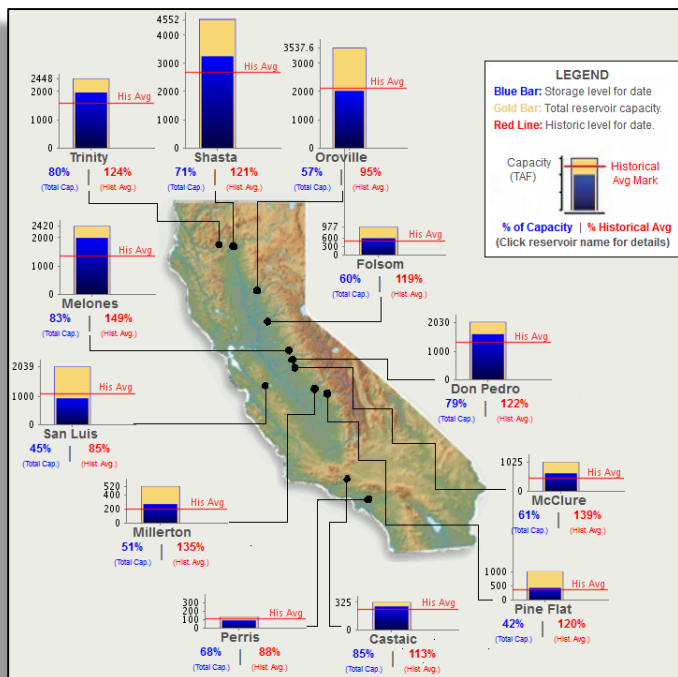 4552
4000
3000
2000
1000
0
His Avg
Shasta
71% | 121%
(Total Cap.) (Hist. Avg.)
2448
2000
1000
0
His Avg
Trinity
80% | 124%
(Total Cap.) (Hist. Avg.)
3537.6
2000
1000
0
His Avg
Oroville
57% | 95%
(Total Cap.) (Hist. Avg.)
LEGEND
Blue Bar: Storage level for date
Gold Bar: Total reservoir capacity.
Red Line: Historic level for date.
Capacity
(TAF)
Historical
Avg Mark
% of Capacity | % Historical Avg
(Click reservoir name for details)
2420
2000
1000
0
His Avg
Melones
83% | 149%
(Total Cap.) (Hist. Avg.)
977
600
300
0
His Avg
Folsom
60% | 119%
(Total Cap.) (Hist. Avg.)
2030
1000
0
His Avg
Don Pedro
79% | 122%
(Total Cap.) (Hist. Avg.)
2039
1000
0
His Avg
San Luis
45% | 85%
(Total Cap.) (Hist. Avg.)
1025
0
His Avg
McClure
61% | 139%
(Total Cap.) (Hist. Avg.)
520
400
200
0
His Avg
Millerton
51% | 135%
(Total Cap.) (Hist. Avg.)
1000
500
0
His Avg
Pine Flat
42% | 120%
(Total Cap.) (Hist. Avg.)
300
200
100
0
His Avg
Perris
68% | 88%
(Total Cap.) (Hist. Avg.)
325
0
His Avg
Castaic
85% | 113%
(Total Cap.) (Hist. Avg.)